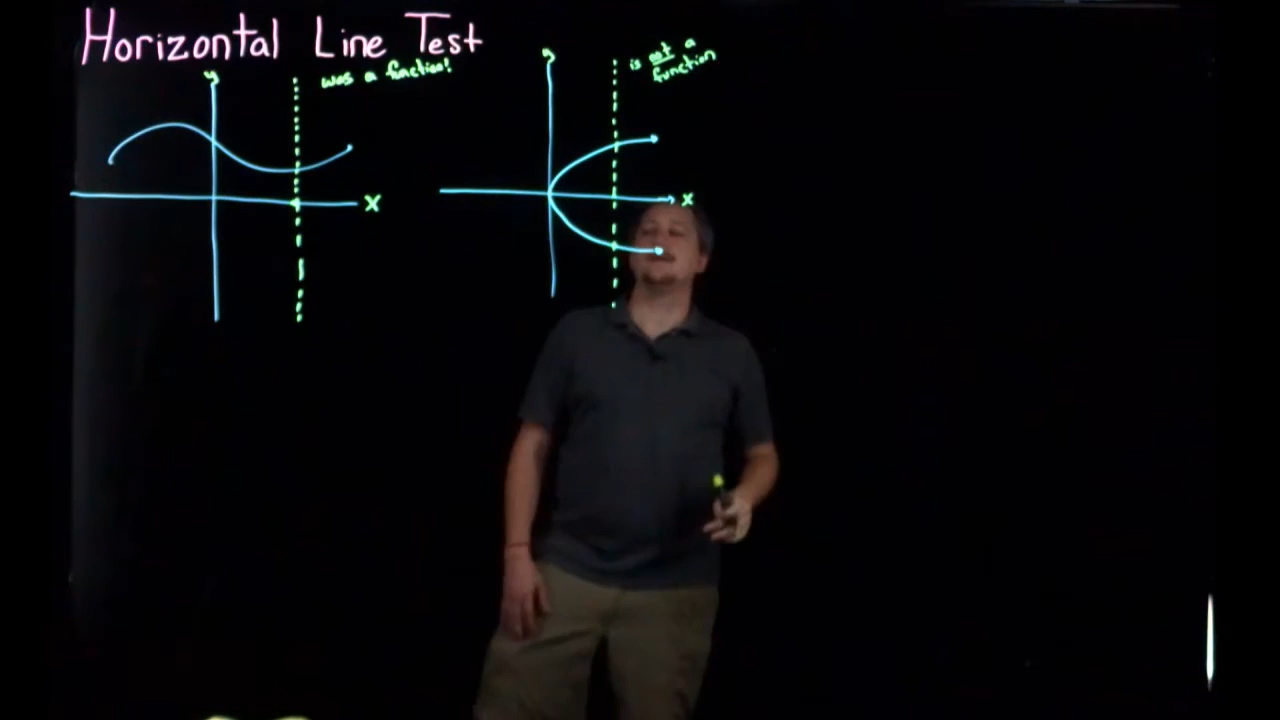 Horizontal Line Test
y
was a function!
x
y
is not a
function
x